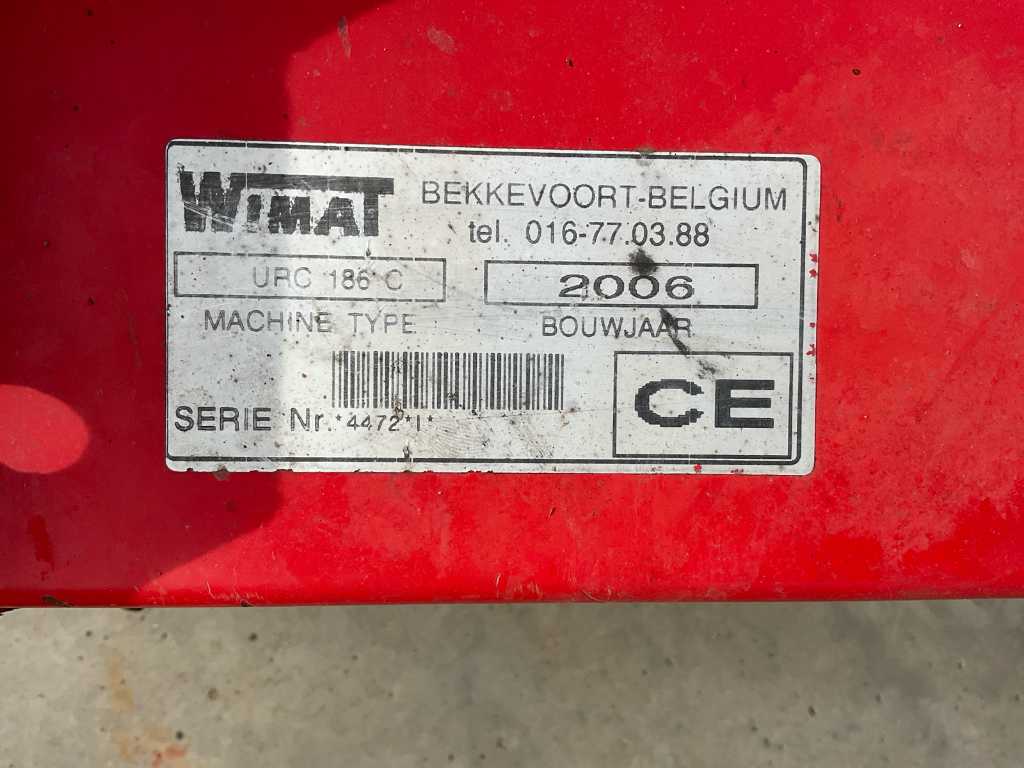 WIMAT
BEKKEVOORT-BELGIUM
tel. 016-77.03.88
URC 186 C
2006
MACHINE TYPE
BOUWJAAR
SERIE Nr. *4472*I*
CE